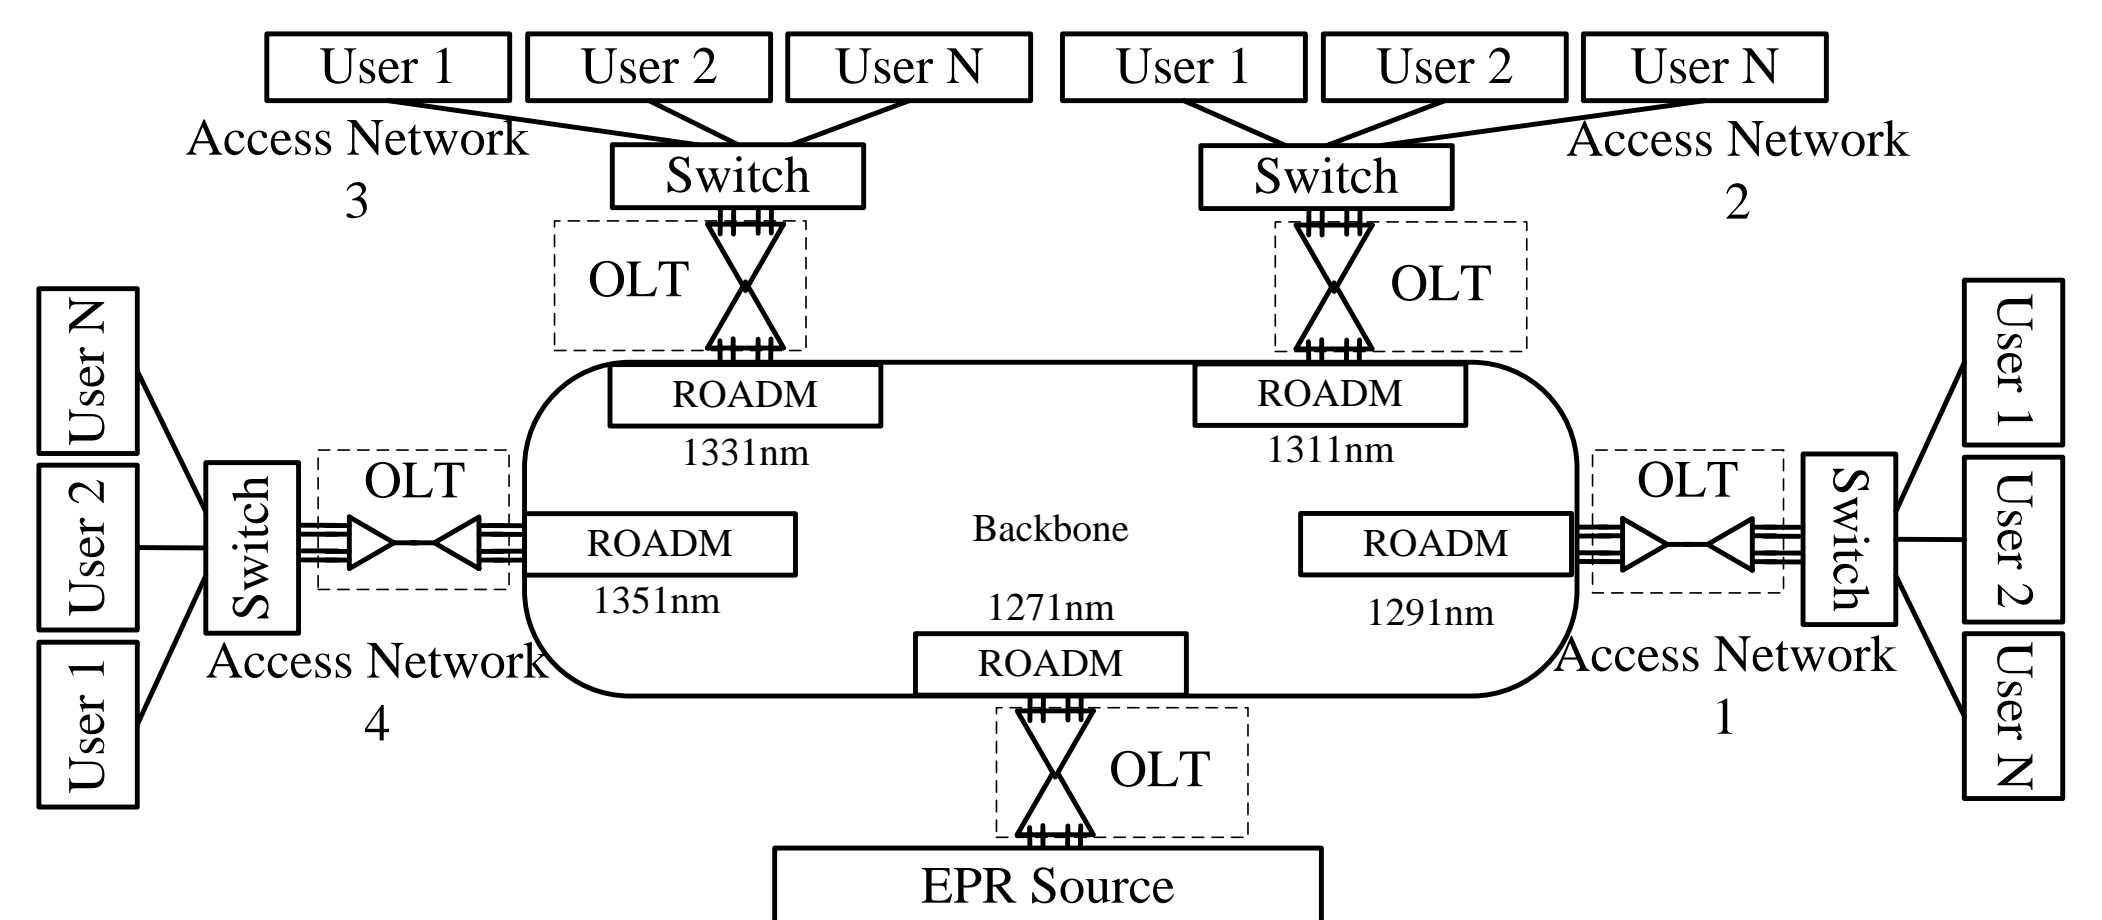 User 1
User 2
User N
User 1
User 2
User N
Access Network
3
Switch
Switch
Access Network
2
OLT
OLT
User N
User 2
User 1
Switch
OLT
Access Network
4
ROADM
1331nm
ROADM
1311nm
ROADM
1351nm
Backbone
ROADM
1291nm
1271nm
ROADM
OLT
Switch
Access Network
1
User 1
User 2
User N
OLT
EPR Source